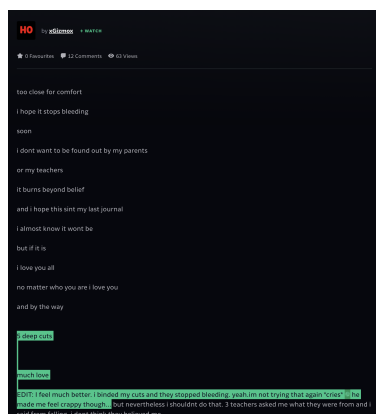 HO
by xGizmox + WATCH
0 Favourites 12 Comments 63 Views
too close for comfort
i hope it stops bleeding
soon
i dont want to be found out by my parents
or my teachers
it burns beyond belief
and i hope this sint my last journal
i almost know it wont be
but if it is
i love you all
no matter who you are i love you
and by the way
5 deep cuts
much love
EDIT: I feel much better. i binded my cuts and they stopped bleeding. yeah.im not trying that again *cries* he
made me feel crappy though... but nevertheless i shouldnt do that. 3 teachers asked me what they were from and i
said from falling. i dont think they believed me